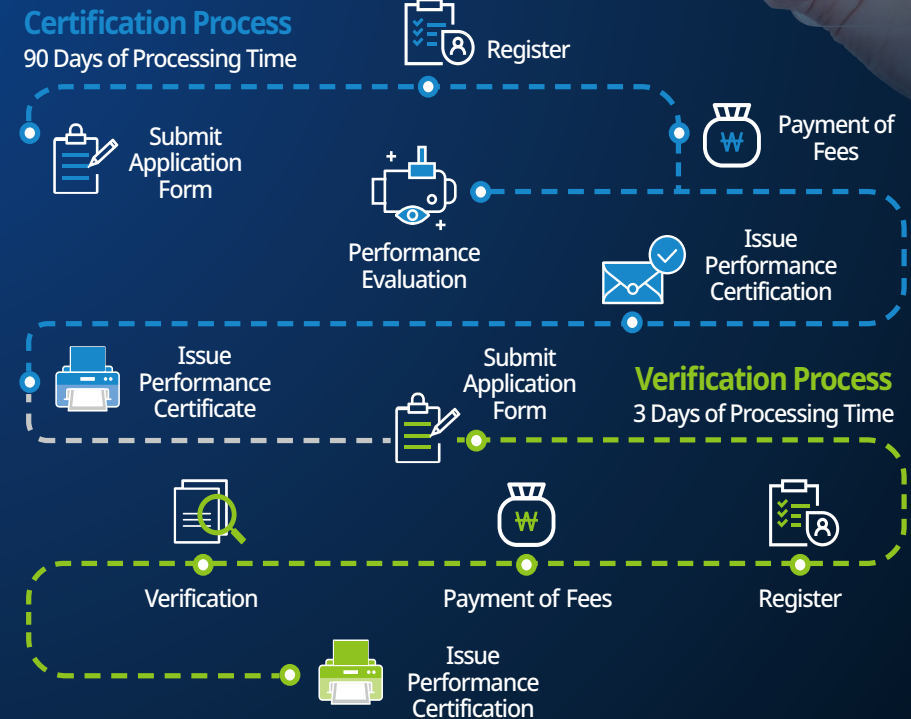 Certification Process
90 Days of Processing Time
Register
Submit
Application
Form
₩
Payment of
Fees
Performance
Evaluation
Issue
Performance
Certification
Issue
Performance
Certificate
Submit
Application
Form
Verification Process
3 Days of Processing Time
Verification
₩
Payment of Fees
Register
Issue
Performance
Certification